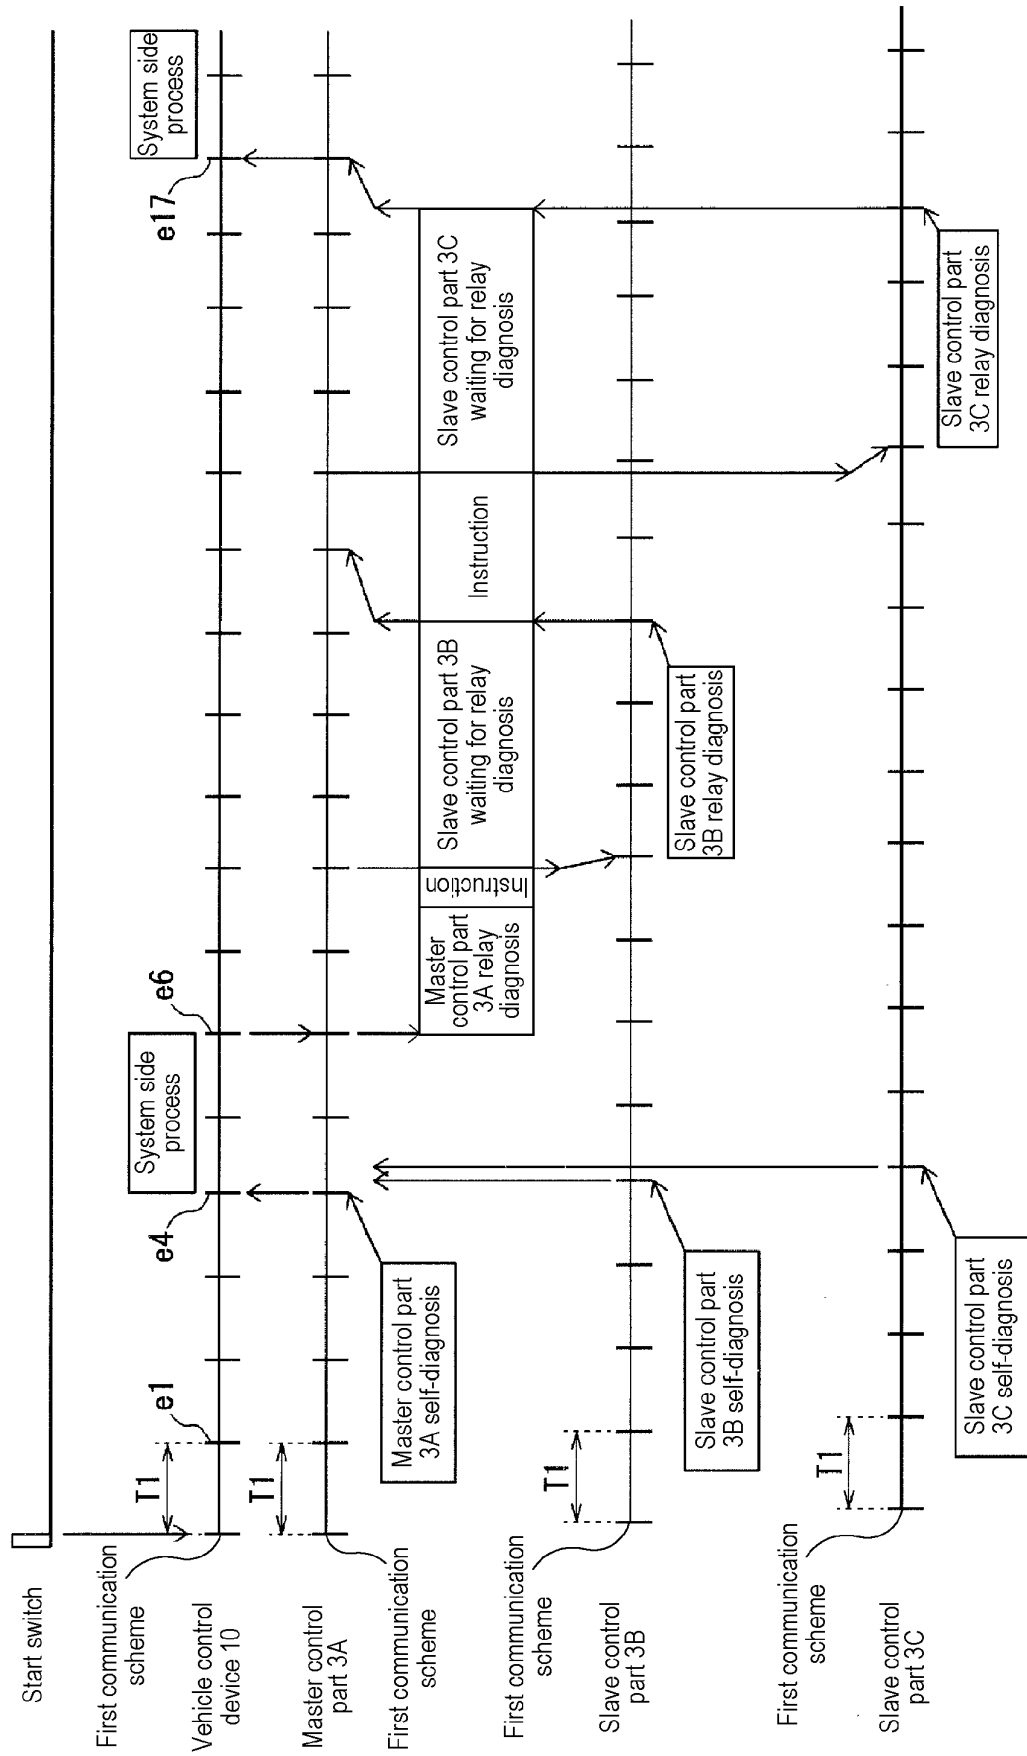 Start switch
First communication
scheme
Vehicle control
device 10
Master control
part 3A
First communication
scheme
First communication
scheme
Slave control
part 3B
First communication
scheme
Slave control
part 3C
T1
T1
T1
T1
e1
e4
e6
e17
System side
process
System side
process
Master control part
3A self-diagnosis
Slave control part
3B self-diagnosis
Slave control part
3C self-diagnosis
Master
control part
3A relay
diagnosis
Instruction
Slave control part 3B
waiting for relay
diagnosis
Instruction
Slave control part 3C
waiting for relay
diagnosis
Slave control part
3B relay diagnosis
Slave control part
3C relay diagnosis